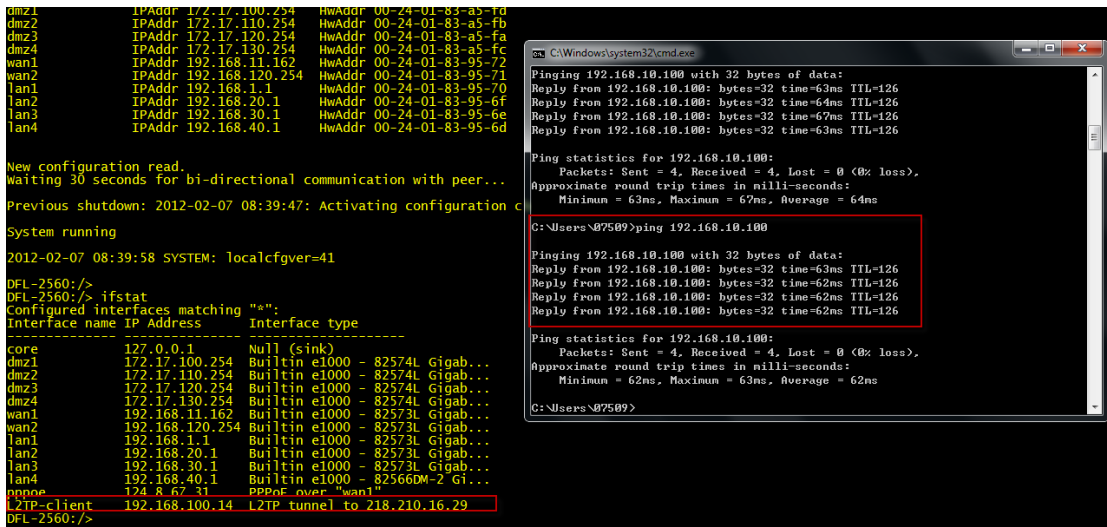 dmz1 IPAddr 172.17.100.254 HwAddr 00-24-01-83-a5-fd
dmz2 IPAddr 172.17.110.254 HwAddr 00-24-01-83-a5-fb
dmz3 IPAddr 172.17.120.254 HwAddr 00-24-01-83-a5-fa
dmz4 IPAddr 172.17.130.254 HwAddr 00-24-01-83-a5-fc
wan1 IPAddr 192.168.11.162 HwAddr 00-24-01-83-95-72
wan2 IPAddr 192.168.120.254 HwAddr 00-24-01-83-95-71
lan1 IPAddr 192.168.1.1 HwAddr 00-24-01-83-95-70
lan2 IPAddr 192.168.20.1 HwAddr 00-24-01-83-95-6f
lan3 IPAddr 192.168.30.1 HwAddr 00-24-01-83-95-6e
lan4 IPAddr 192.168.40.1 HwAddr 00-24-01-83-95-6d
New configuration read.
Waiting 30 seconds for bi-directional communication with peer...
Previous shutdown: 2012-02-07 08:39:47: Activating configuration c
System running
2012-02-07 08:39:58 SYSTEM: localcfgver=41
DFL-2560:/>
DFL-2560:/> ifstat
Configured interfaces matching "*":
Interface name IP Address Interface type
--------------- --------------- ---------------------
core 127.0.0.1 Null (sink)
dmz1 172.17.100.254 Builtin e1000 - 82574L Gigab...
dmz2 172.17.110.254 Builtin e1000 - 82574L Gigab...
dmz3 172.17.120.254 Builtin e1000 - 82574L Gigab...
dmz4 172.17.130.254 Builtin e1000 - 82574L Gigab...
wan1 192.168.11.162 Builtin e1000 - 82573L Gigab...
wan2 192.168.120.254 Builtin e1000 - 82573L Gigab...
lan1 192.168.1.1 Builtin e1000 - 82573L Gigab...
lan2 192.168.20.1 Builtin e1000 - 82573L Gigab...
lan3 192.168.30.1 Builtin e1000 - 82573L Gigab...
lan4 192.168.40.1 Builtin e1000 - 82566DM-2 Gi...
pppoe 124.8.67.31 PPPoE over "wan1"
L2TP-client 192.168.100.14 L2TP tunnel to 218.210.16.29
DFL-2560:/>
C:\Windows\system32\cmd.exe
Pinging 192.168.10.100 with 32 bytes of data:
Reply from 192.168.10.100: bytes=32 time=63ms TTL=126
Reply from 192.168.10.100: bytes=32 time=64ms TTL=126
Reply from 192.168.10.100: bytes=32 time=67ms TTL=126
Reply from 192.168.10.100: bytes=32 time=63ms TTL=126
Ping statistics for 192.168.10.100:
Packets: Sent = 4, Received = 4, Lost = 0 (0% loss),
Approximate round trip times in milli-seconds:
Minimum = 63ms, Maximum = 67ms, Average = 64ms
C:\Users\07509>ping 192.168.10.100
Pinging 192.168.10.100 with 32 bytes of data:
Reply from 192.168.10.100: bytes=32 time=63ms TTL=126
Reply from 192.168.10.100: bytes=32 time=62ms TTL=126
Reply from 192.168.10.100: bytes=32 time=62ms TTL=126
Reply from 192.168.10.100: bytes=32 time=62ms TTL=126
Ping statistics for 192.168.10.100:
Packets: Sent = 4, Received = 4, Lost = 0 (0% loss),
Approximate round trip times in milli-seconds:
Minimum = 62ms, Maximum = 63ms, Average = 62ms
C:\Users\07509>